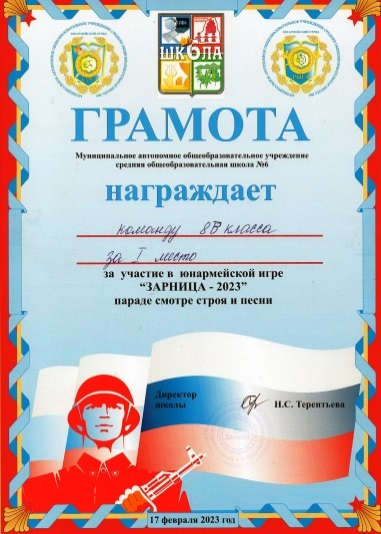 ШКОЛА
ГРАМОТА
Муниципальное автономное общеобразовательное учреждение
средняя общеобразовательная школа №6
награждает
команду 8В класса
за I место
за участие в юнармейской игре
“ЗАРНИЦА - 2023”
параде смотре строя и песни
Директор
школы
Н.С. Терентьева
17 февраля 2023 год